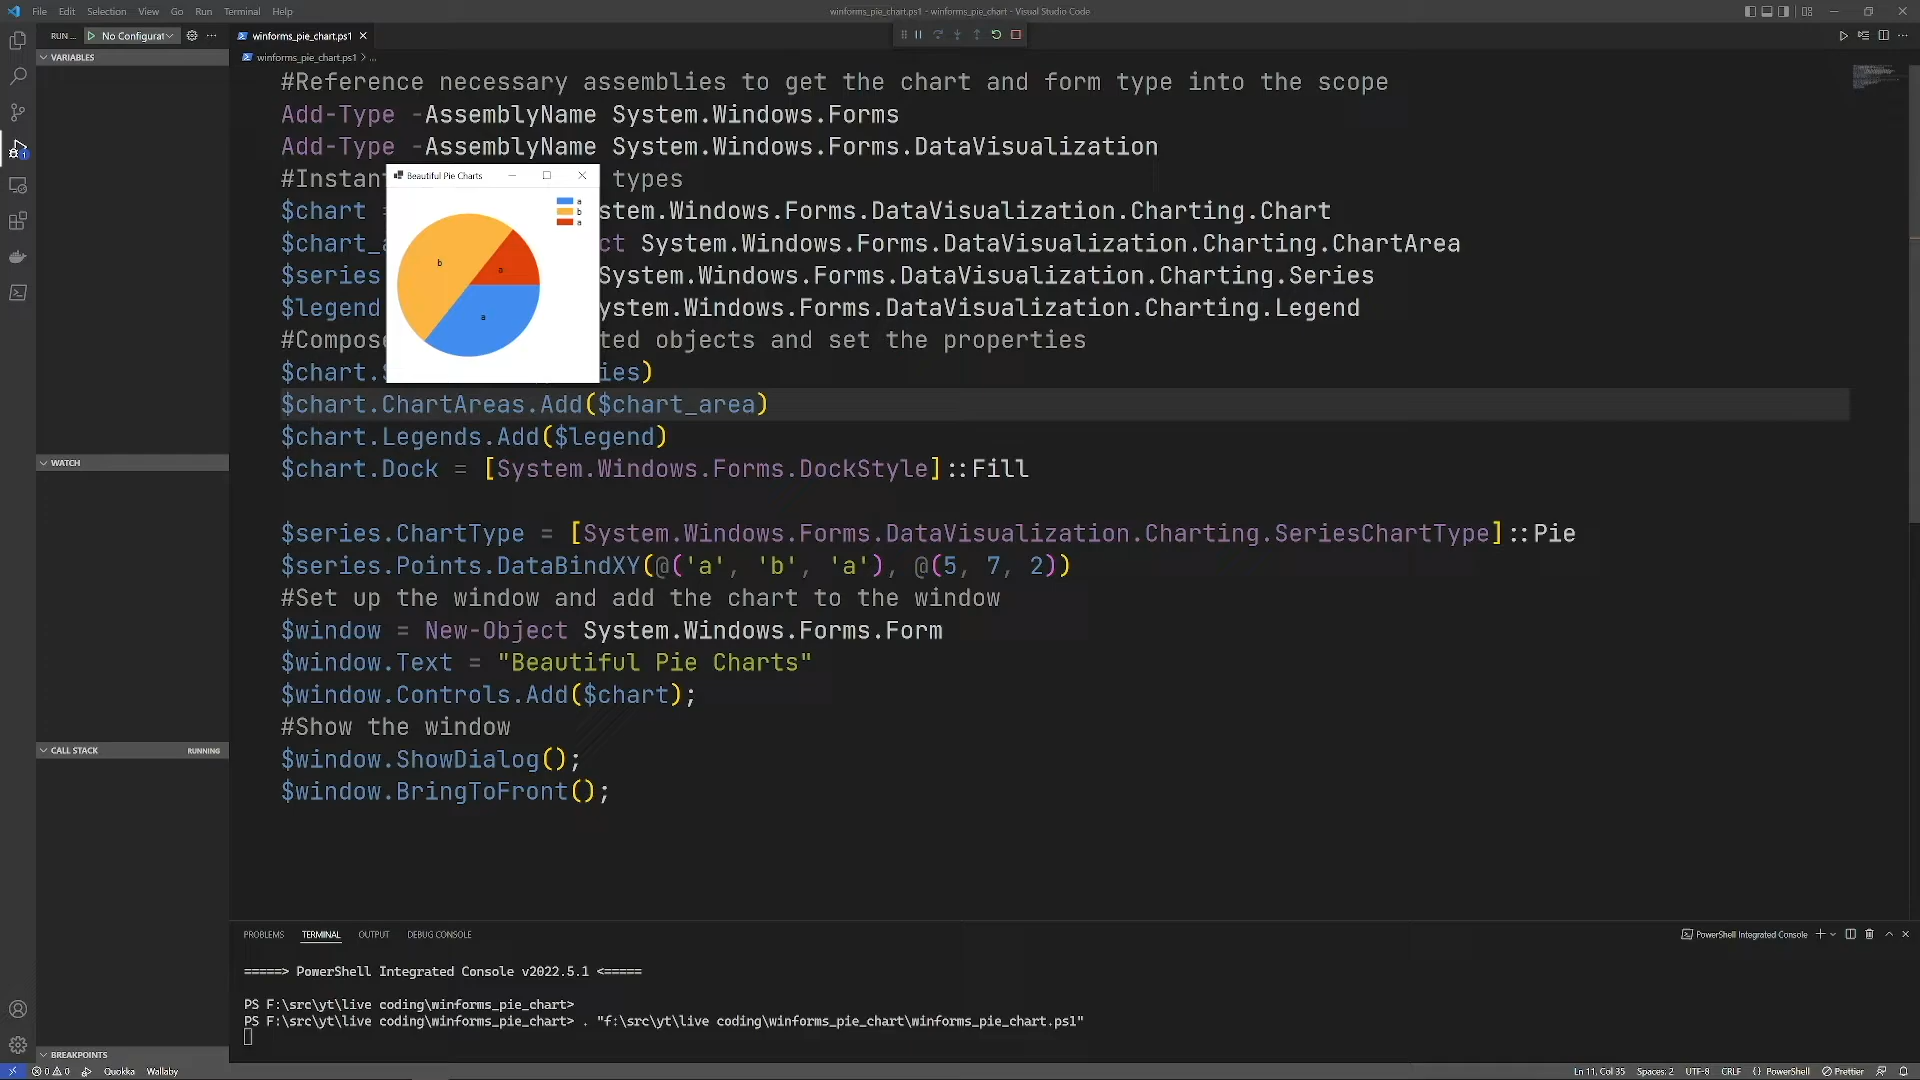 File Edit Selection View Go Run Terminal Help
winforms_pie_chart.ps1 - winforms_pie_chart - Visual Studio Code
RUN ... No Configurat
winforms_pie_chart.ps1
VARIABLES
winforms_pie_chart.ps1 > ...
#Reference necessary assemblies to get the chart and form type into the scope
Add-Type -AssemblyName System.Windows.Forms
Add-Type -AssemblyName System.Windows.Forms.DataVisualization
#Instan types
$chart = stem.Windows.Forms.DataVisualization.Charting.Chart
$chart_a ct System.Windows.Forms.DataVisualization.Charting.ChartArea
$series System.Windows.Forms.DataVisualization.Charting.Series
$legend ystem.Windows.Forms.DataVisualization.Charting.Legend
#Compose ted objects and set the properties
$chart. ies)
$chart.ChartAreas.Add($chart_area)
$chart.Legends.Add($legend)
$chart.Dock = [System.Windows.Forms.DockStyle]::Fill
$series.ChartType = [System.Windows.Forms.DataVisualization.Charting.SeriesChartType]::Pie
$series.Points.DataBindXY(@('a', 'b', 'a'), @(5, 7, 2))
#Set up the window and add the chart to the window
$window = New-Object System.Windows.Forms.Form
$window.Text = "Beautiful Pie Charts"
$window.Controls.Add($chart);
#Show the window
$window.ShowDialog();
$window.BringToFront();
Beautiful Pie Charts
a
b
a
b
a
a
WATCH
CALL STACK RUNNING
BREAKPOINTS
PROBLEMS TERMINAL OUTPUT DEBUG CONSOLE
PowerShell Integrated Console
=====> PowerShell Integrated Console v2022.5.1 <=====
PS F:\src\yt\live coding\winforms_pie_chart>
PS F:\src\yt\live coding\winforms_pie_chart> . "f:\src\yt\live coding\winforms_pie_chart\winforms_pie_chart.ps1"
0 0 Quokka Wallaby
Ln 11, Col 35 Spaces: 2 UTF-8 CRLF {} PowerShell Prettier